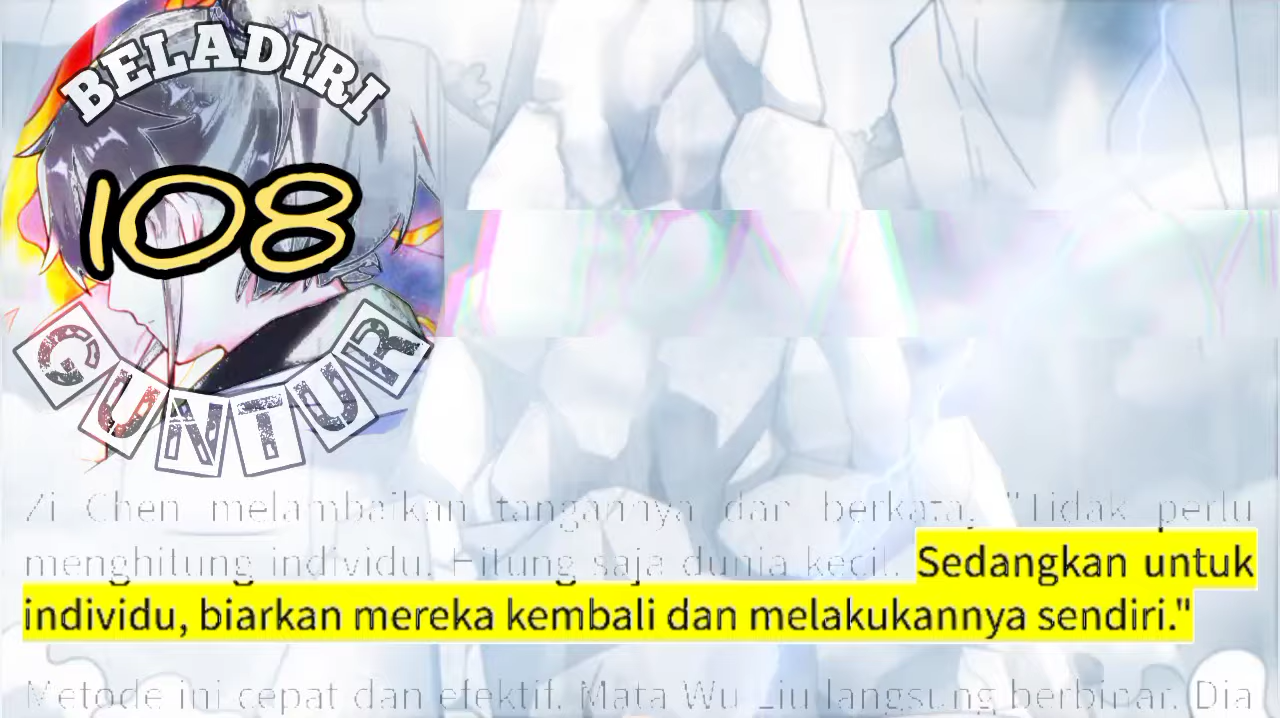 BELADIRI
108
GUNTUR
Zi Chen melambaikan tangannya dan berkata, "Tidak perlu
menghitung individu. Hitung saja dunia kecil. Sedangkan untuk
individu, biarkan mereka kembali dan melakukannya sendiri."
Metode ini cepat dan efektif. Mata Wu Liu langsung berbinar. Dia